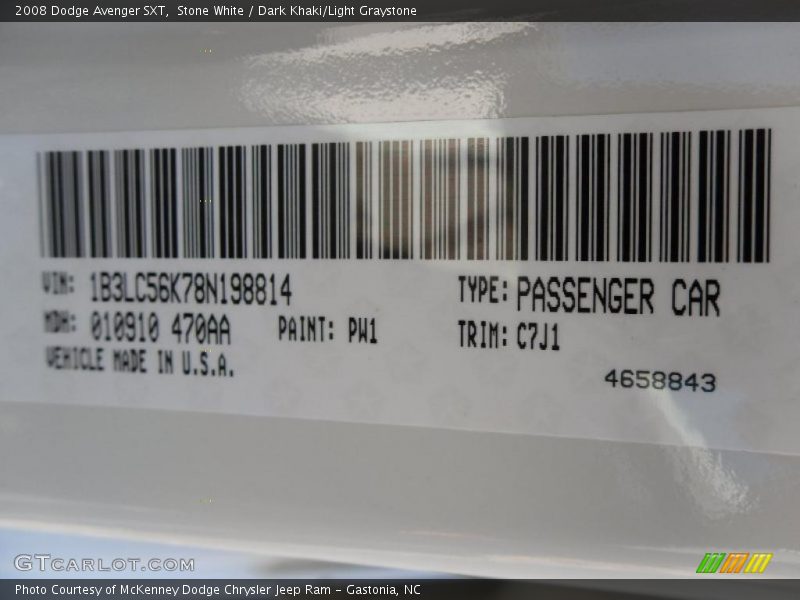 2008 Dodge Avenger SXT,  Stone White / Dark Khaki/Light Graystone
VIN: 1B3LC56K78N198814
TYPE: PASSENGER CAR
MDH: 010910 470AA
PAINT: PW1
TRIM: C7J1
VEHICLE MADE IN U.S.A.
4658843
GTcarlot.com
Photo Courtesy of McKenney Dodge Chrysler Jeep Ram – Gastonia, NC